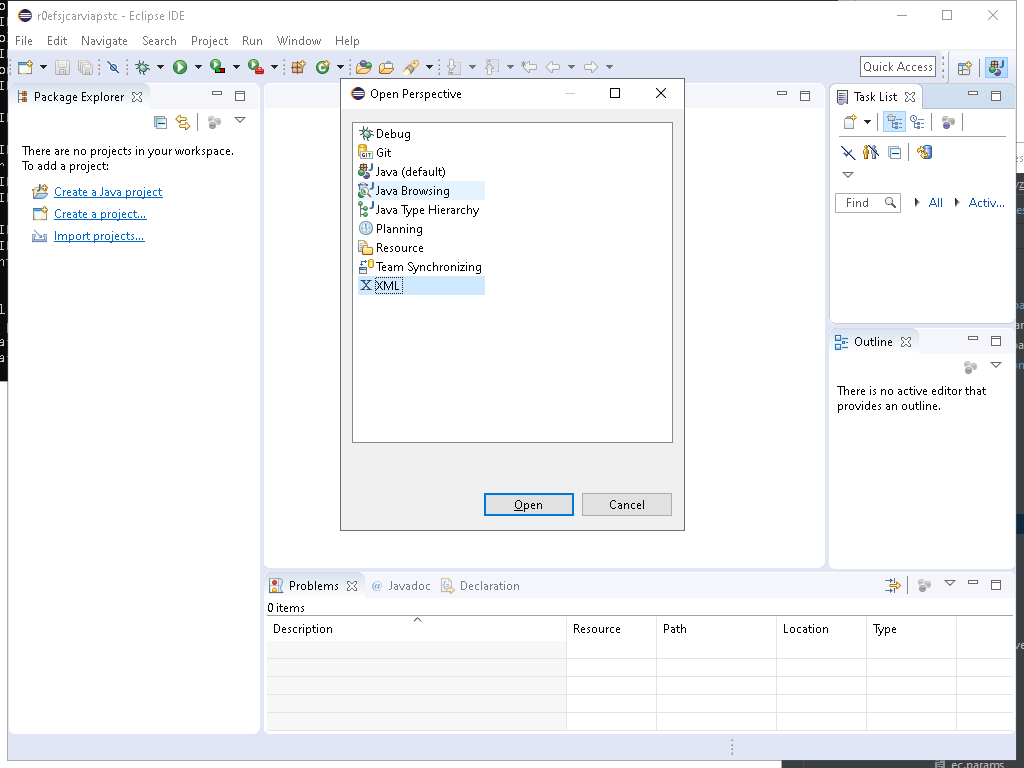 r0efsjcarviapstc - Eclipse IDE
File Edit Navigate Search Project Run Window Help
Quick Access
Package Explorer
There are no projects in your workspace.
To add a project:
Create a Java project
Create a project...
Import projects...
Open Perspective
Debug
GIT
Git
Java (default)
Java Browsing
Java Type Hierarchy
Planning
Resource
Team Synchronizing
X XML
Open Cancel
Task List
Find All Activ...
Outline
There is no active editor that
provides an outline.
Problems @ Javadoc Declaration
0 items
Description Resource Path Location Type
ec.params